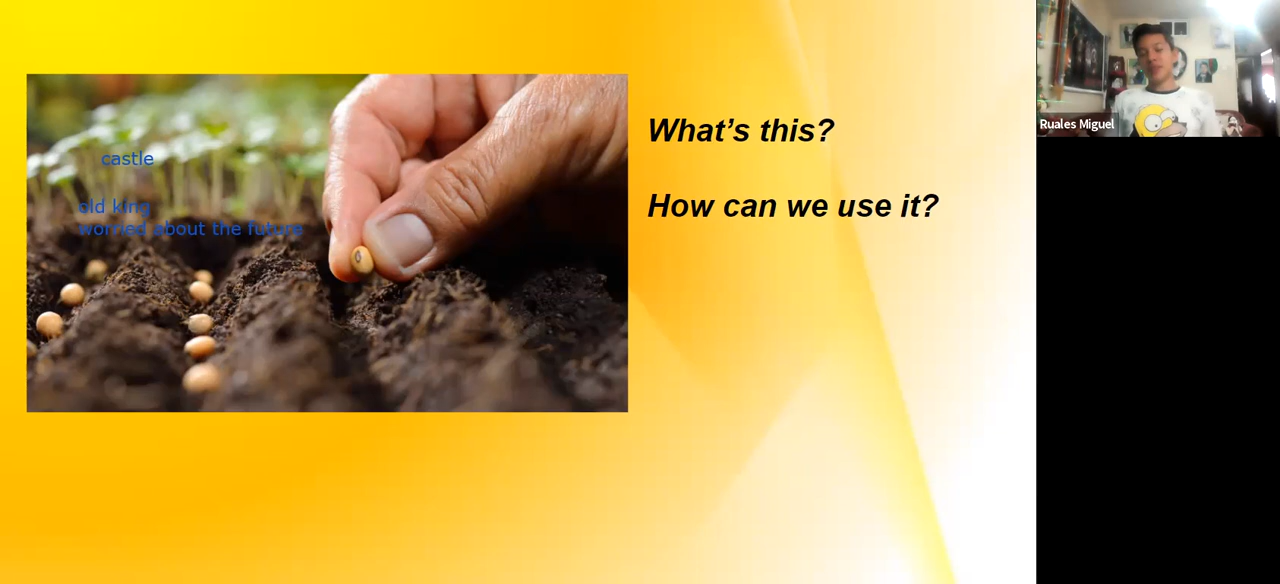 castle
old king
worried about the future
What’s this?
How can we use it?
Ruales Miguel